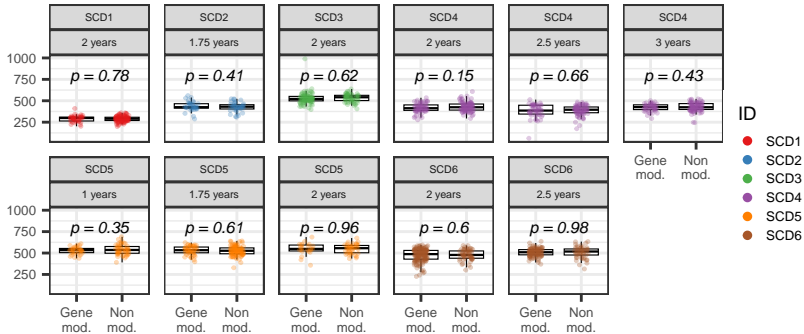 SCD1 SCD2 SCD3 SCD4 SCD4 SCD4
2 years 1.75 years 2 years 2 years 2.5 years 3 years
1000
750
500
250
p = 0.78 p = 0.41 p = 0.62 p = 0.15 p = 0.66 p = 0.43
Gene mod. Non mod.
SCD5 SCD5 SCD5 SCD6 SCD6
1 years 1.75 years 2 years 2 years 2.5 years
1000
750
500
250
p = 0.35 p = 0.61 p = 0.96 p = 0.6 p = 0.98
Gene Non Gene Non Gene Non Gene Non Gene Non
mod. mod. mod. mod. mod. mod. mod. mod. mod. mod.
ID
SCD1
SCD2
SCD3
SCD4
SCD5
SCD6